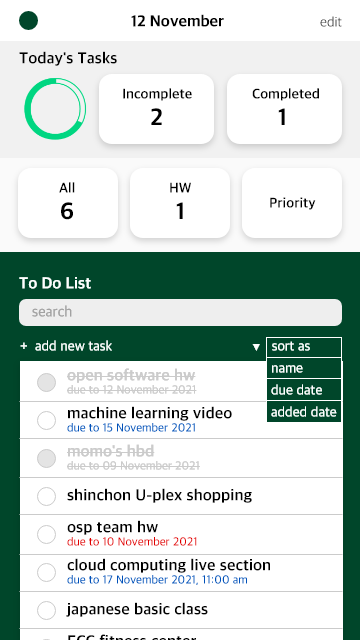 12 November
edit
Today's Tasks
Incomplete
2
Completed
1
All
6
HW
1
Priority
To Do List
search
+ add new task
▼ sort as
name
due date
added date
open software hw
due to 12 November 2021
machine learning video
due to 15 November 2021
momo's hbd
due to 09 November 2021
shinchon U-plex shopping
osp team hw
due to 10 November 2021
cloud computing live section
due to 17 November 2021, 11:00 am
japanese basic class
ECC fitness center